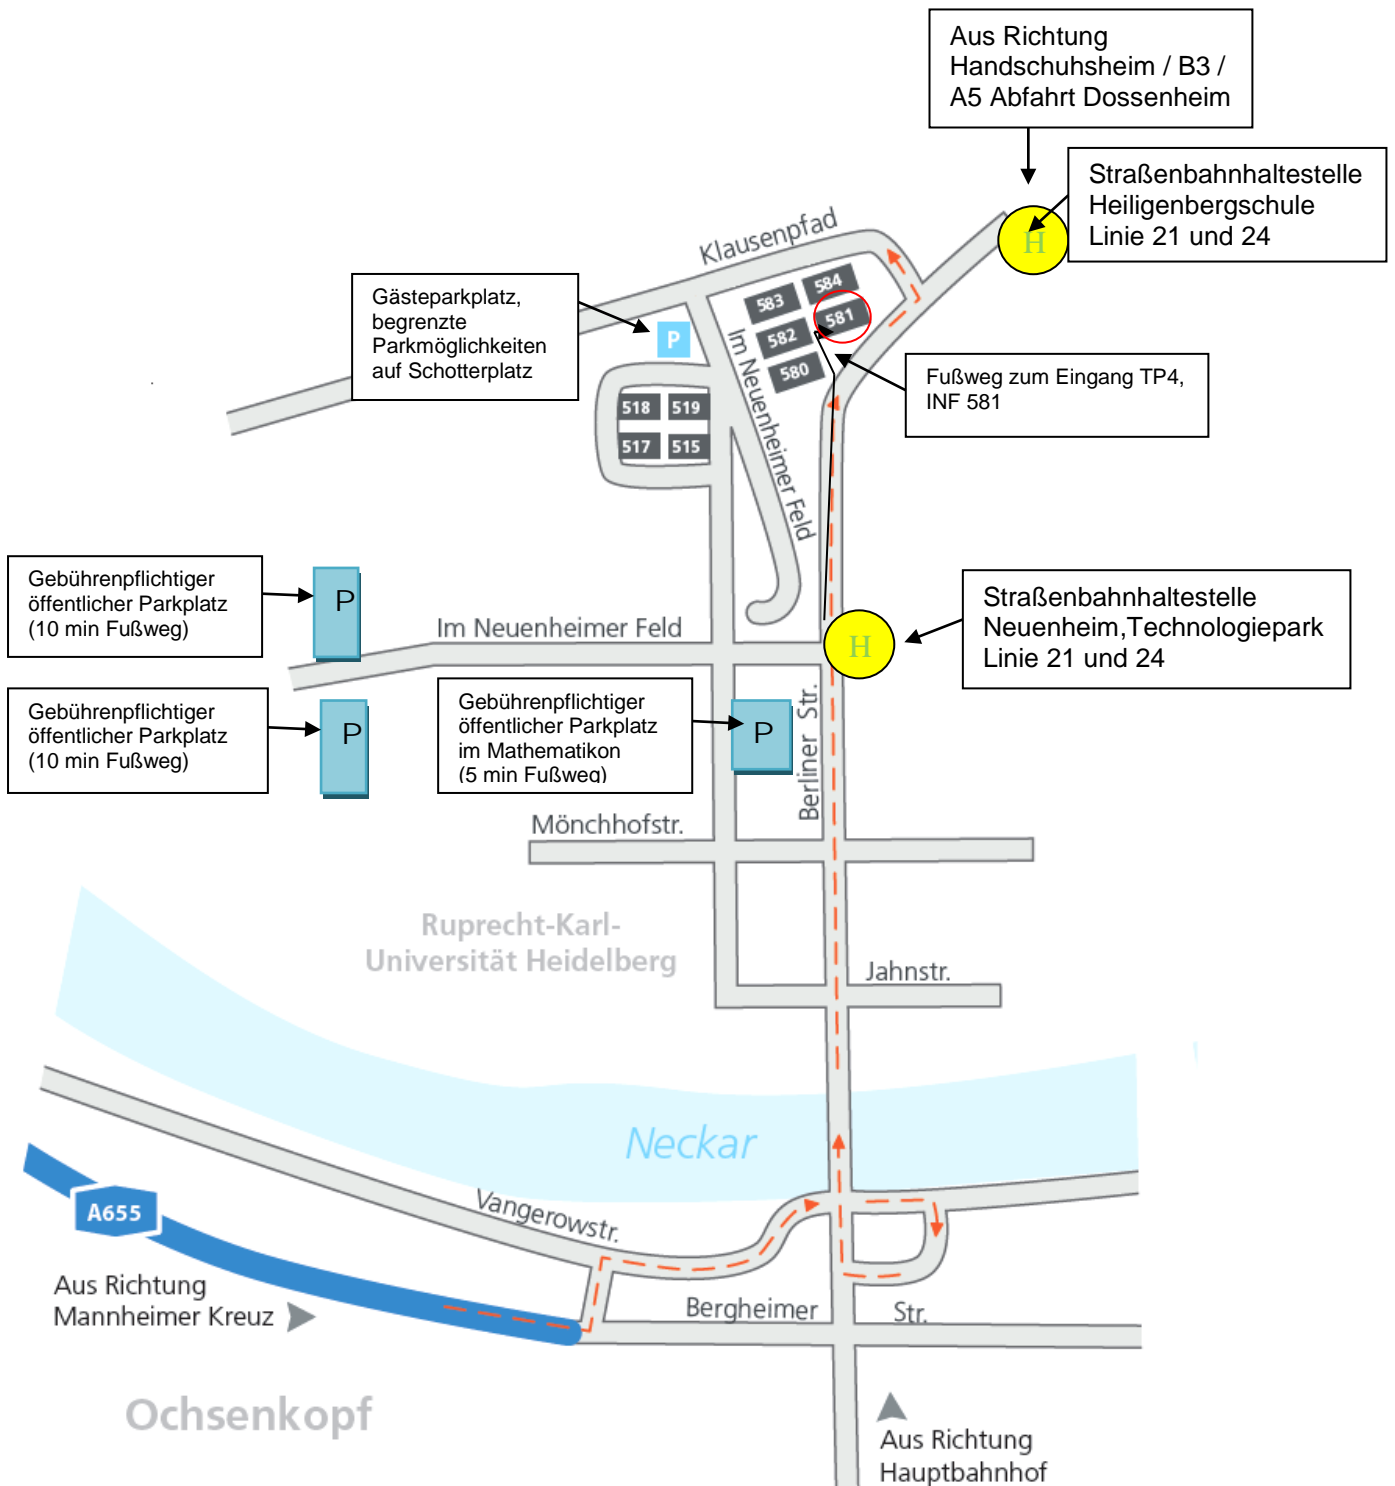 Aus Richtung
Handschuhsheim / B3 /
A5 Abfahrt Dossenheim
Straßenbahnhaltestelle
Heiligenbergschule
Linie 21 und 24
H
Klausenpfad
Gästeparkplatz,
begrenzte
Parkmöglichkeiten
auf Schotterplatz
P
583
584
582
581
580
Im Neuenheimer Feld
Fußweg zum Eingang TP4,
INF 581
518
519
517
515
Gebührenpflichtiger
öffentlicher Parkplatz
(10 min Fußweg)
P
Im Neuenheimer Feld
H
Straßenbahnhaltestelle
Neuenheim,Technologiepark
Linie 21 und 24
Gebührenpflichtiger
öffentlicher Parkplatz
(10 min Fußweg)
P
Gebührenpflichtiger
öffentlicher Parkplatz
im Mathematikon
(5 min Fußweg)
P
Berliner Str.
Mönchhofstr.
Ruprecht-Karl-
Universität Heidelberg
Jahnstr.
Neckar
Vangerowstr.
A655
Aus Richtung
Mannheimer Kreuz
Bergheimer Str.
Ochsenkopf
Aus Richtung
Hauptbahnhof